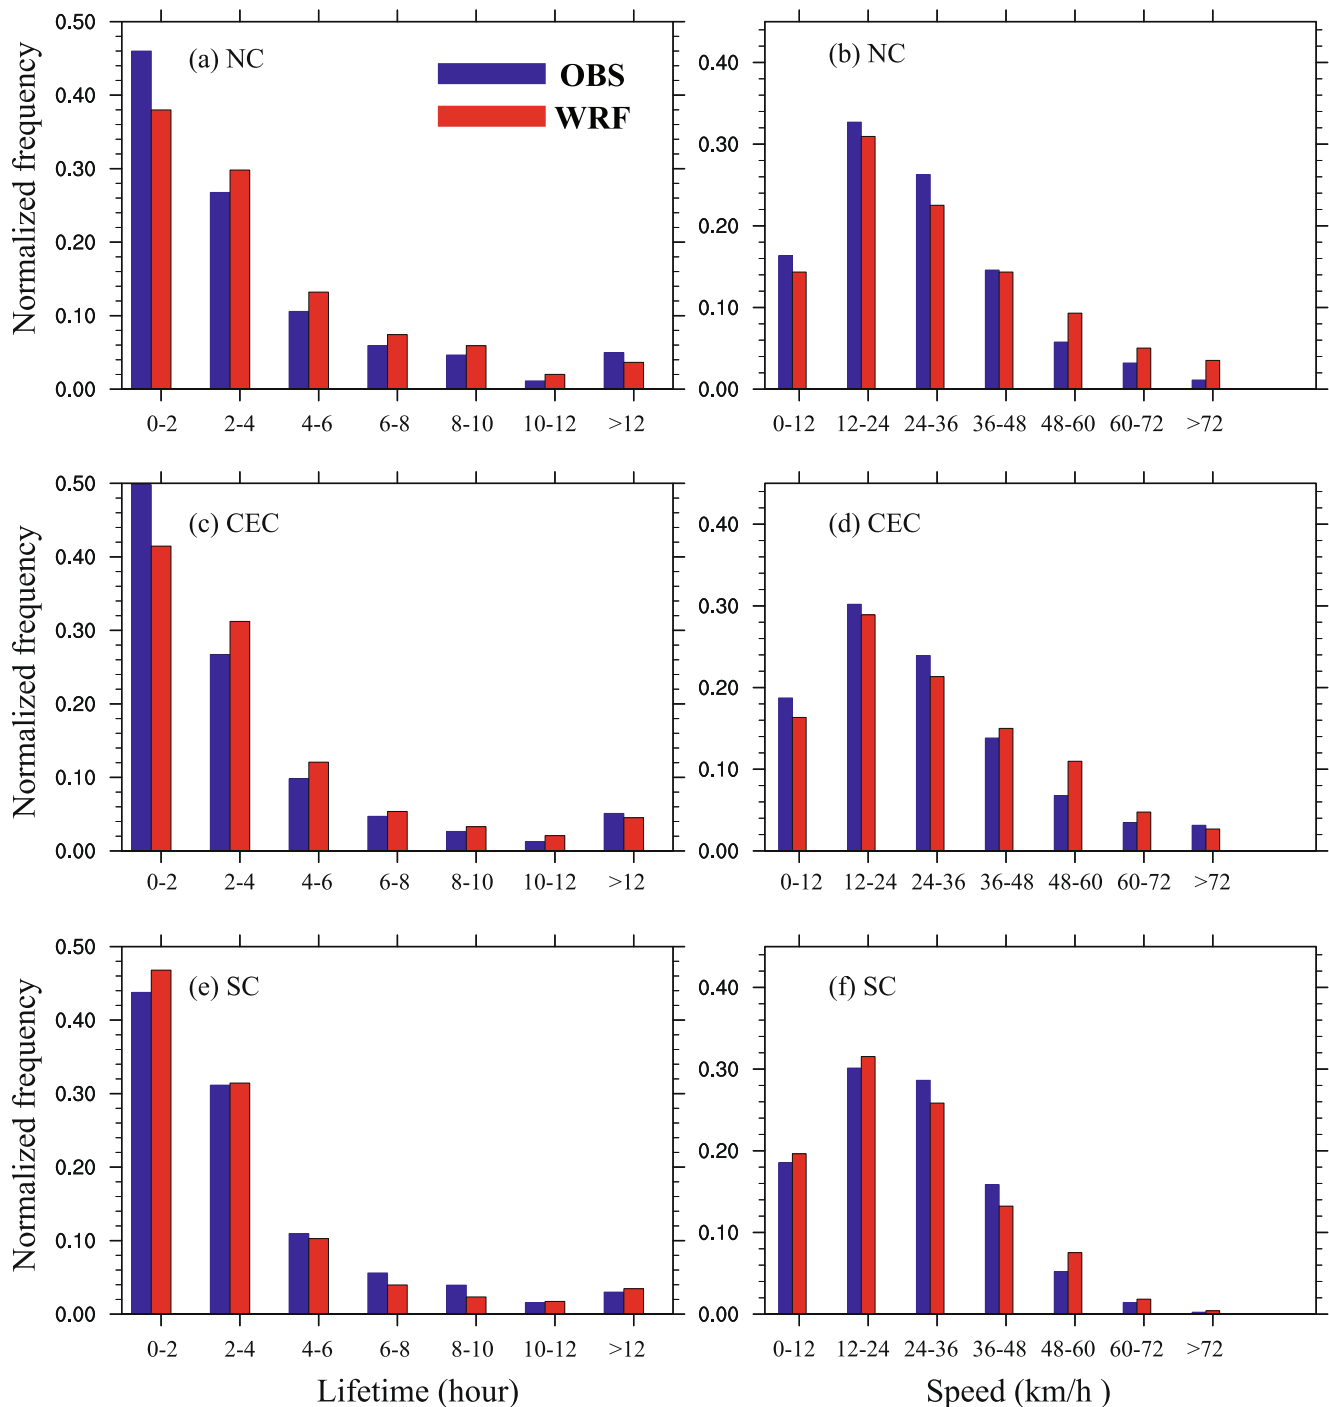 (a) NC
OBS
WRF
Normalized frequency
0.50
0.40
0.30
0.20
0.10
0.00
0-2 2-4 4-6 6-8 8-10 10-12 >12
(b) NC
0.40
0.30
0.20
0.10
0.00
0-12 12-24 24-36 36-48 48-60 60-72 >72
(c) CEC
Normalized frequency
0.50
0.40
0.30
0.20
0.10
0.00
0-2 2-4 4-6 6-8 8-10 10-12 >12
(d) CEC
0.40
0.30
0.20
0.10
0.00
0-12 12-24 24-36 36-48 48-60 60-72 >72
(e) SC
Normalized frequency
0.50
0.40
0.30
0.20
0.10
0.00
0-2 2-4 4-6 6-8 8-10 10-12 >12
Lifetime (hour)
(f) SC
0.40
0.30
0.20
0.10
0.00
0-12 12-24 24-36 36-48 48-60 60-72 >72
Speed (km/h )